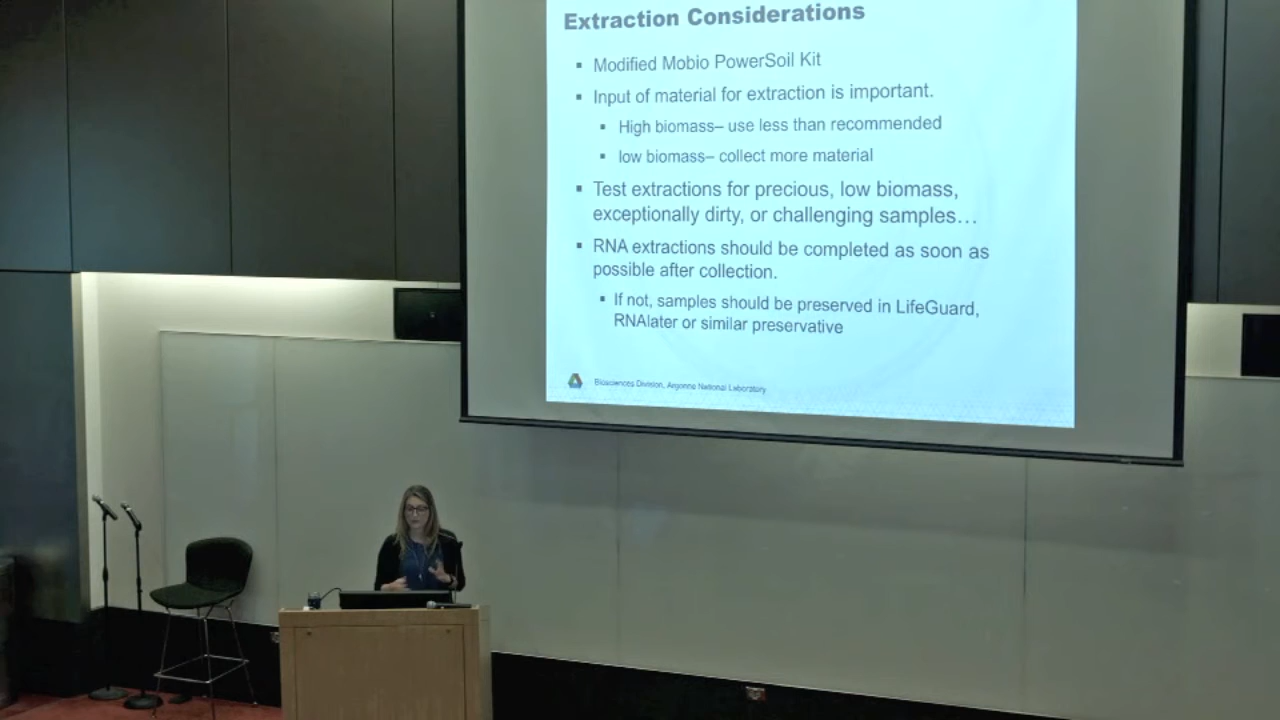 Extraction Considerations
▪ Modified Mobio PowerSoil Kit
▪ Input of material for extraction is important.
▪ High biomass– use less than recommended
▪ low biomass– collect more material
▪ Test extractions for precious, low biomass,
exceptionally dirty, or challenging samples…
▪ RNA extractions should be completed as soon as
possible after collection.
▪ If not, samples should be preserved in LifeGuard,
RNAlater or similar preservative
Biosciences Division, Argonne National Laboratory